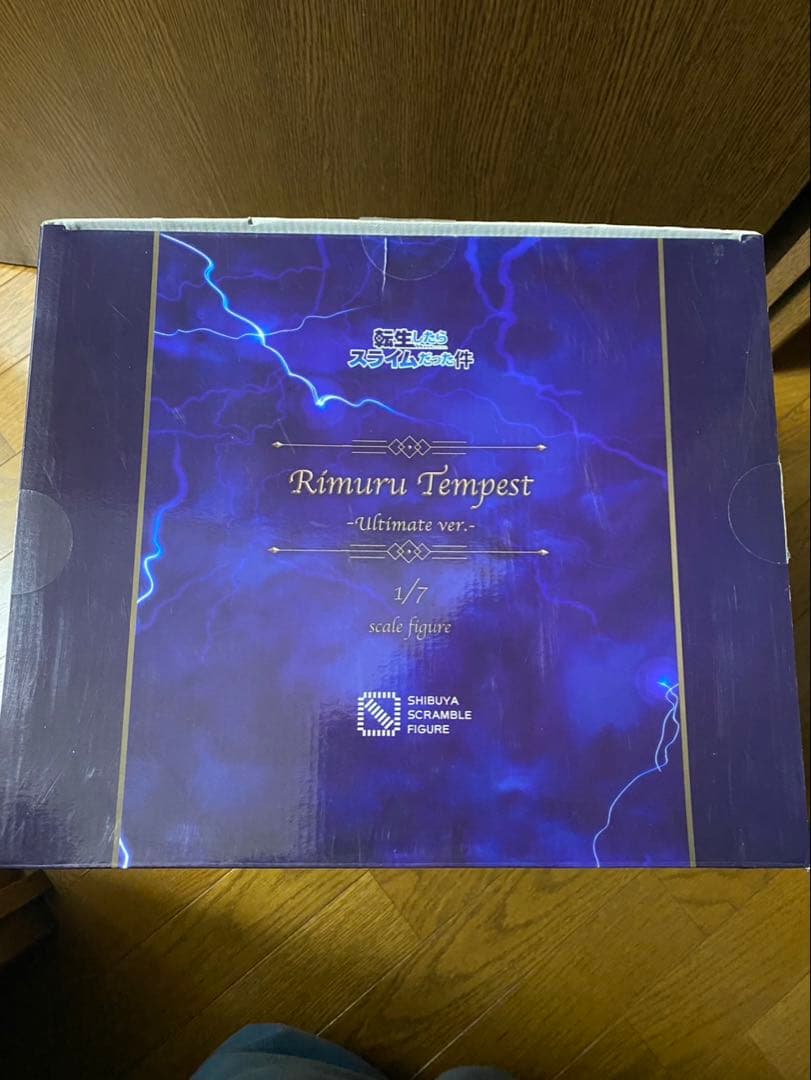 転生したら
スライムだった件
Rimuru Tempest
-Ultimate ver.-
1/7
scale figure
SHIBUYA
SCRAMBLE
FIGURE